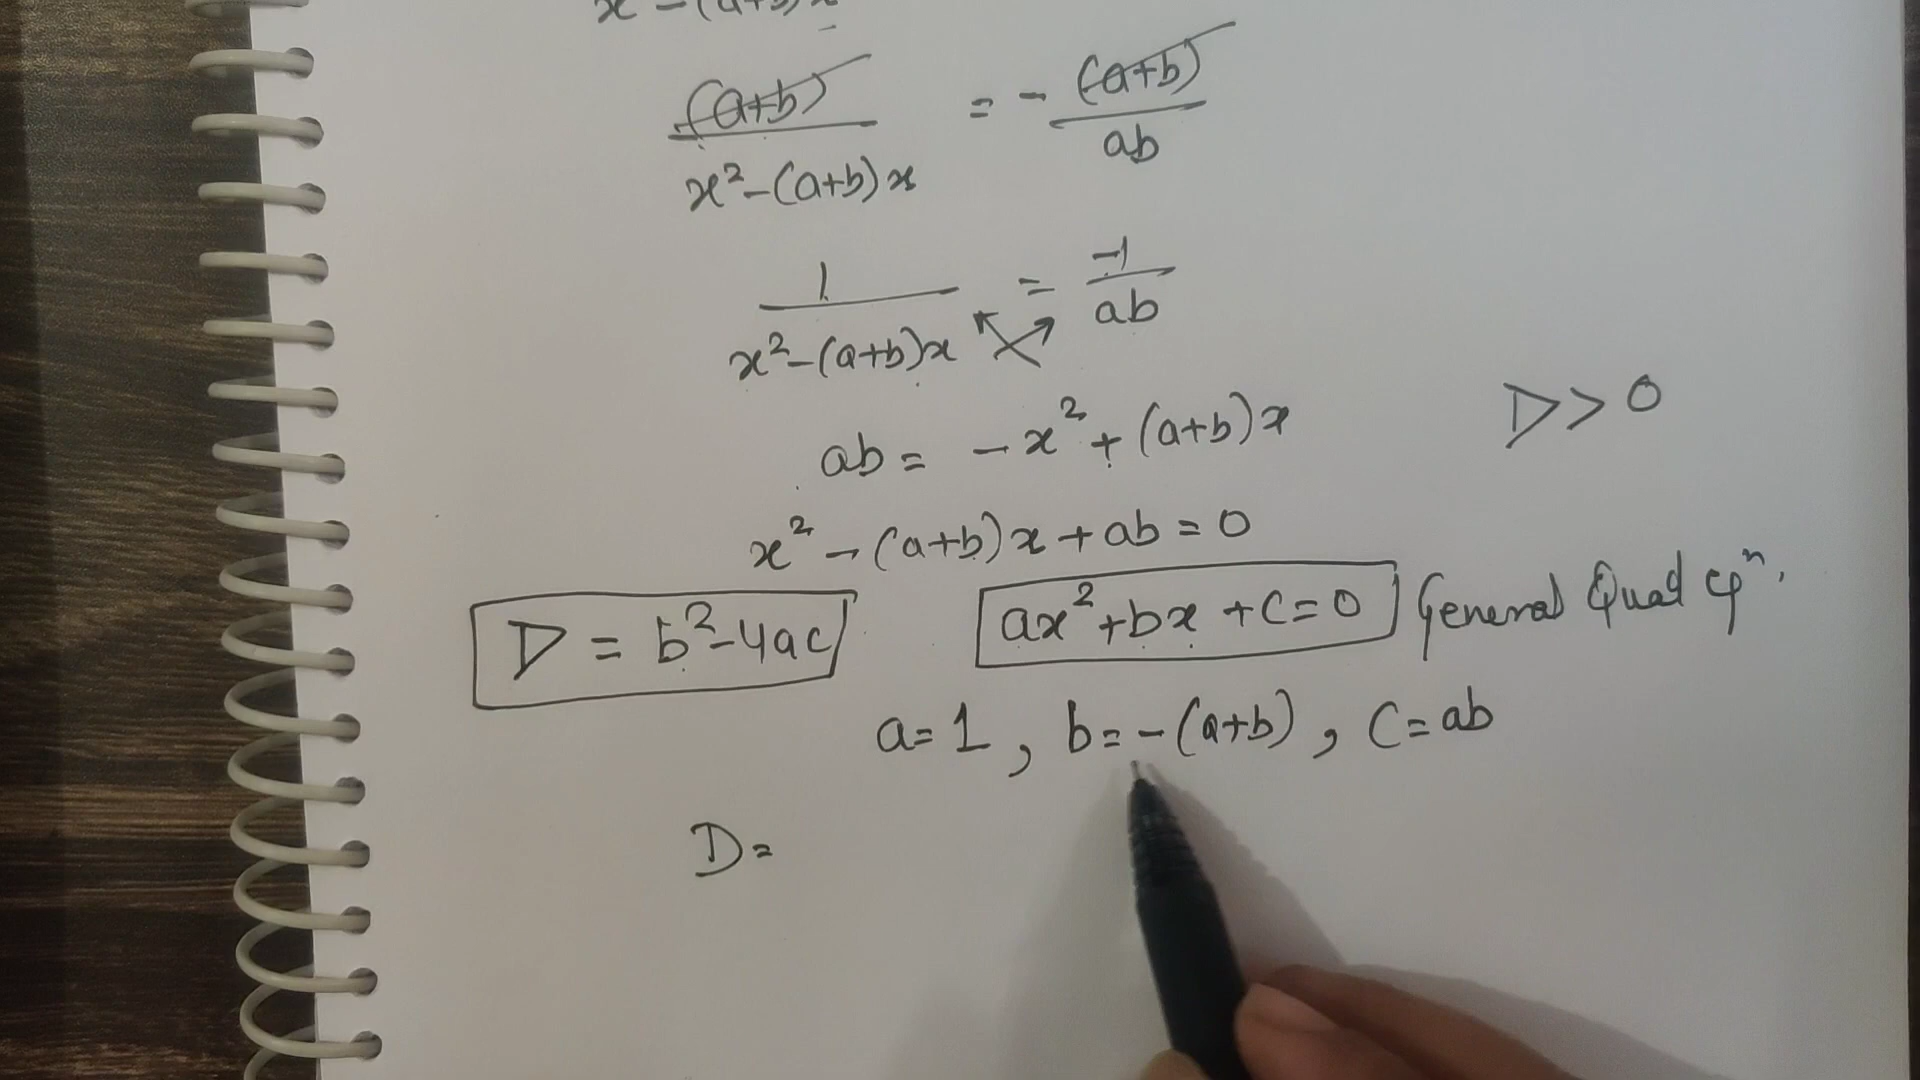 x - (a+b)x
(a+b) / x² - (a+b)x = - (a+b) / ab
1 / x² - (a+b)x = -1 / ab
ab = -x² + (a+b)x
D > 0
x² - (a+b)x + ab = 0
D = b² - 4ac
ax² + bx + c = 0 General Quad eqⁿ.
a = 1 , b = -(a+b) , C = ab
D =